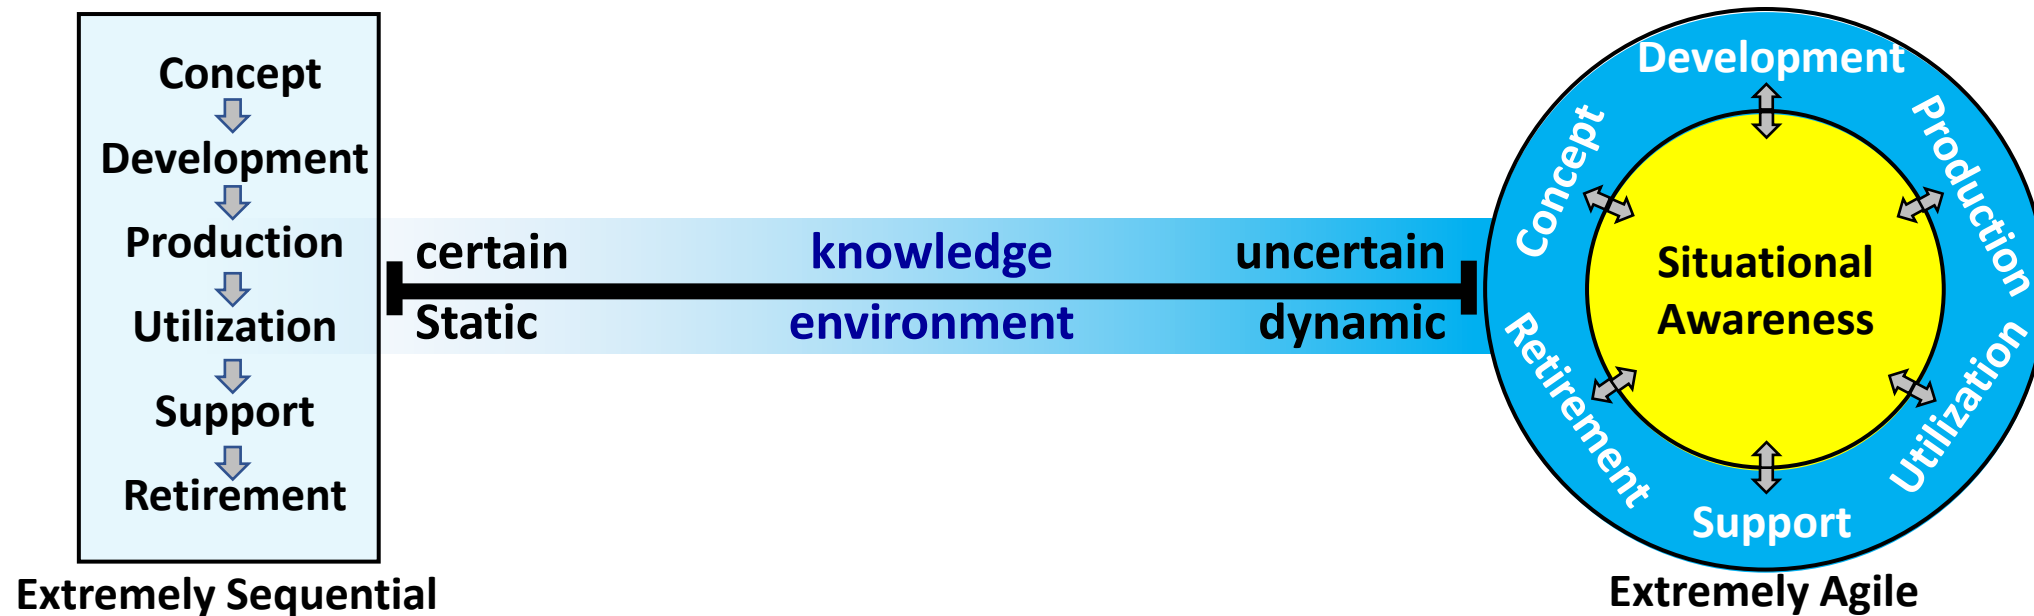 Concept
Development
Production
Utilization
Support
Retirement
Extremely Sequential
certain knowledge uncertain
Static environment dynamic
Development
Production
Utilization
Support
Retirement
Concept
Situational
Awareness
Extremely Agile